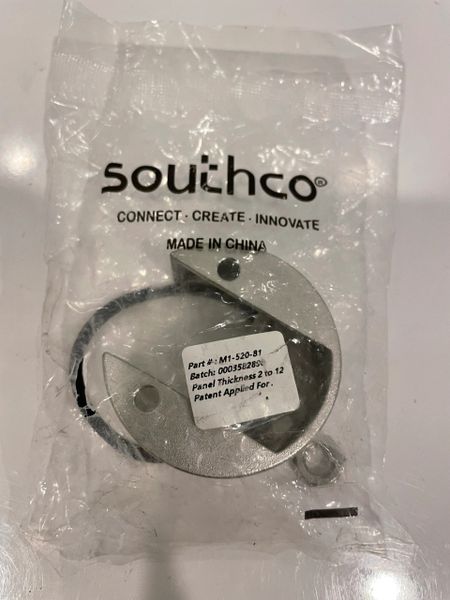 southco®
CONNECT · CREATE · INNOVATE
MADE IN CHINA
Part # : M1-520-81
Batch: 0003582898
Panel Thickness 2 to 12
Patent Applied For .